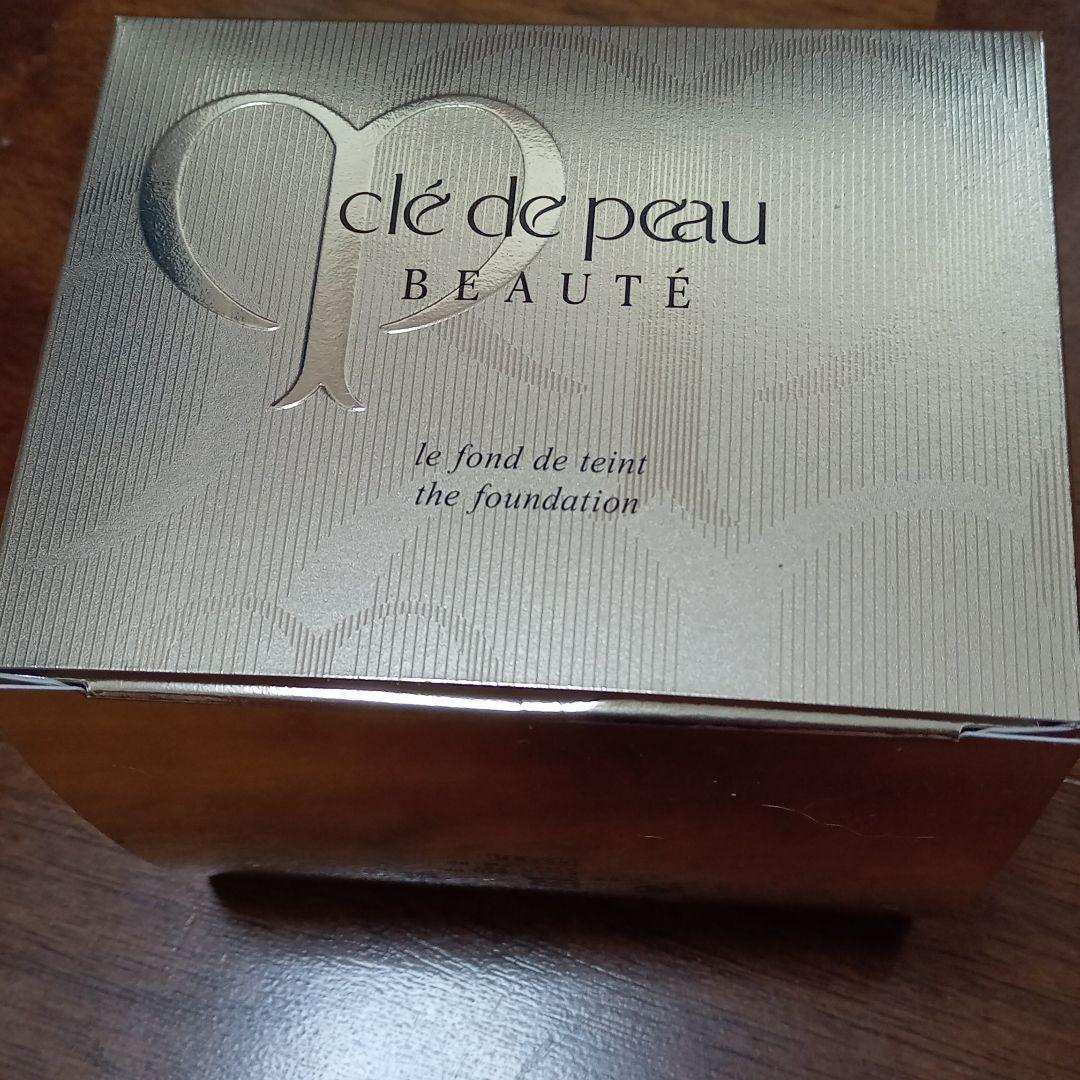 clé de peau
BEAUTÉ
le fond de teint
the foundation